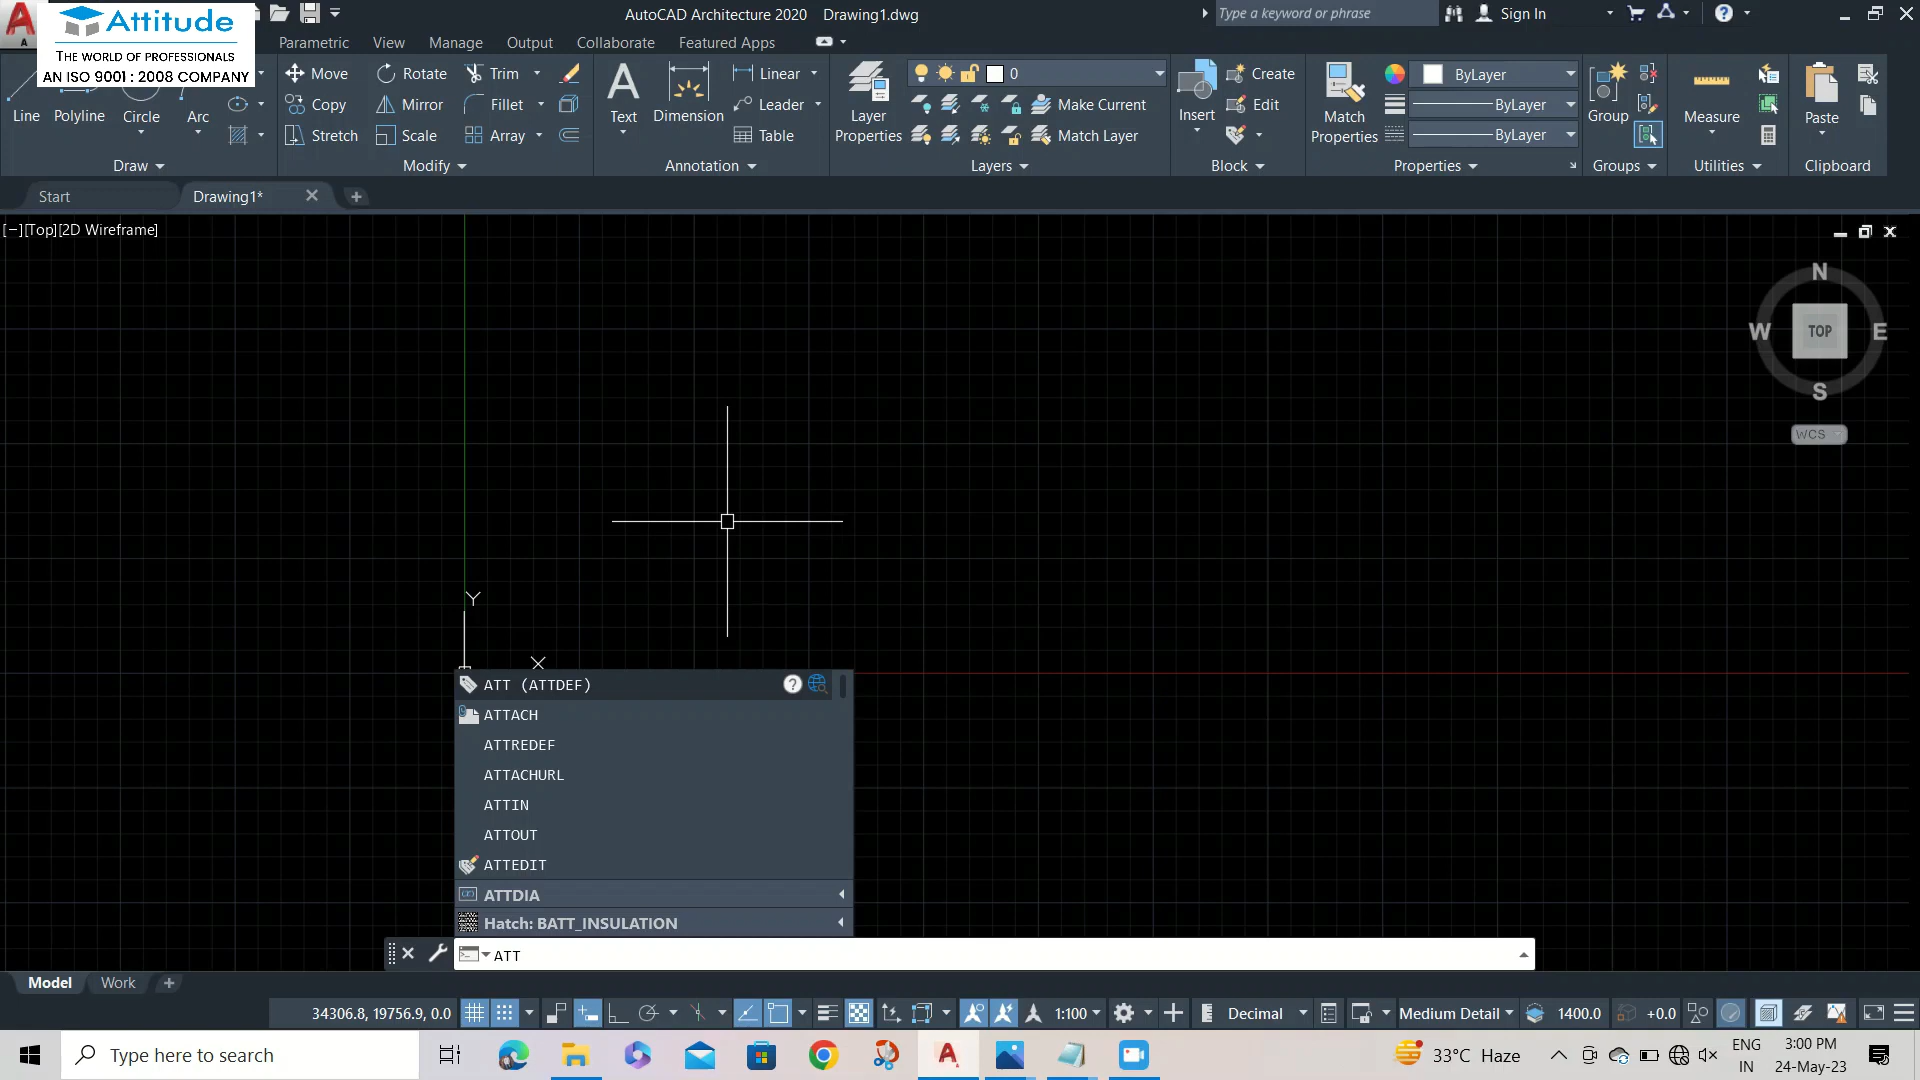 Attitude
THE WORLD OF PROFESSIONALS
AN ISO 9001 : 2008 COMPANY
AutoCAD Architecture 2020 Drawing1.dwg
Type a keyword or phrase
Sign In
Parametric View Manage Output Collaborate Featured Apps
Line
Polyline
Circle
Arc
Draw
Move
Rotate
Trim
Copy
Mirror
Fillet
Stretch
Scale
Array
Modify
Text
Dimension
Linear
Leader
Table
Annotation
Layer
Properties
0
Make Current
Match Layer
Layers
Insert
Create
Edit
Block
Match
Properties
ByLayer
ByLayer
ByLayer
Properties
Group
Groups
Measure
Utilities
Paste
Clipboard
Start Drawing1*
[−][Top][2D Wireframe]
N
W TOP E
S
WCS
Y
X
ATT (ATTDEF)
ATTACH
ATTREDEF
ATTACHURL
ATTIN
ATTOUT
ATTEDIT
ATTDIA
Hatch: BATT_INSULATION
ATT
Model Work
34306.8, 19756.9, 0.0 1:100 Decimal Medium Detail 1400.0 +0.0
Type here to search
33°C Haze
ENG
IN
3:00 PM
24-May-23